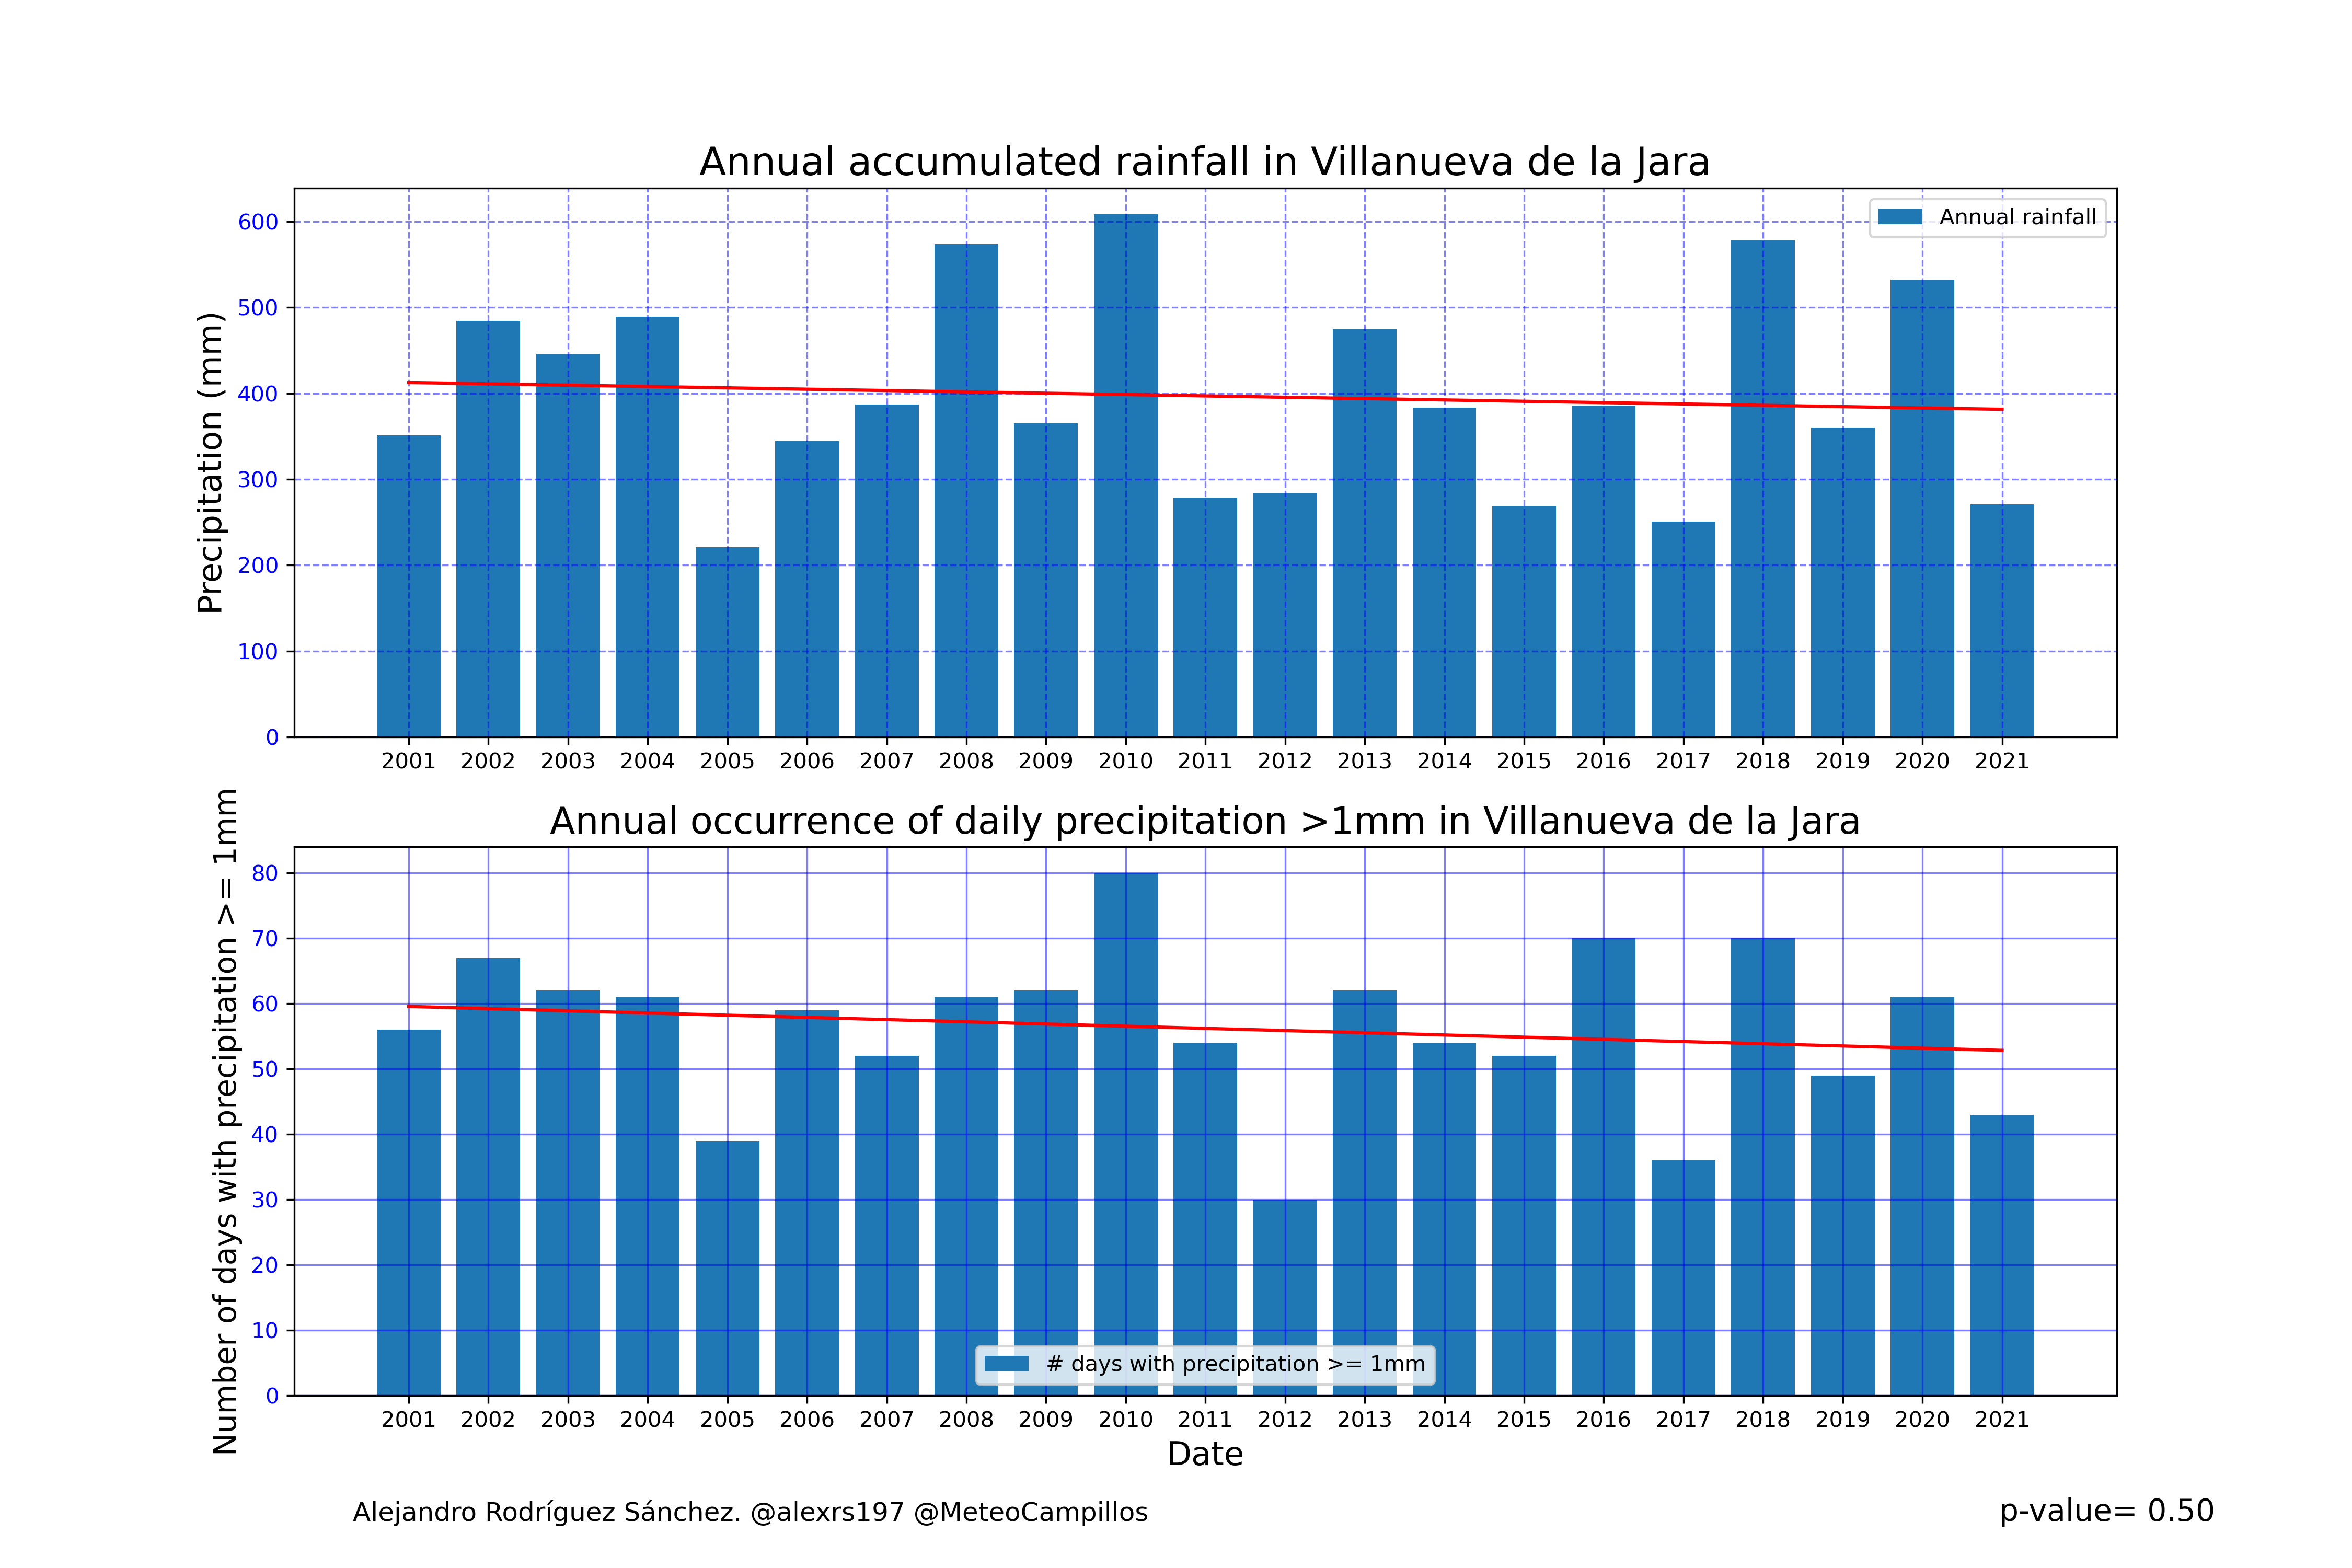 Annual accumulated rainfall in Villanueva de la Jara
Precipitation (mm)
600
500
400
300
200
100
0
Annual rainfall
2001 2002 2003 2004 2005 2006 2007 2008 2009 2010 2011 2012 2013 2014 2015 2016 2017 2018 2019 2020 2021
Annual occurrence of daily precipitation >1mm in Villanueva de la Jara
Number of days with precipitation >= 1mm
80
70
60
50
40
30
20
10
0
# days with precipitation >= 1mm
2001 2002 2003 2004 2005 2006 2007 2008 2009 2010 2011 2012 2013 2014 2015 2016 2017 2018 2019 2020 2021
Date
Alejandro Rodríguez Sánchez. @alexrs197 @MeteoCampillos
p-value= 0.50